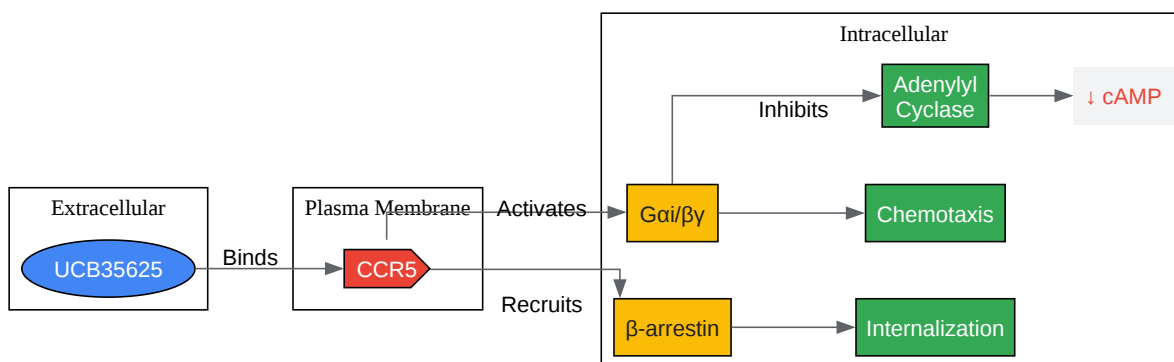 Intracellular
Adenylyl
Cyclase
↓ cAMP
Inhibits
Extracellular
Plasma Membrane
Activates
Gαi/βγ
Chemotaxis
UCB35625
Binds
CCR5
Recruits
β-arrestin
Internalization